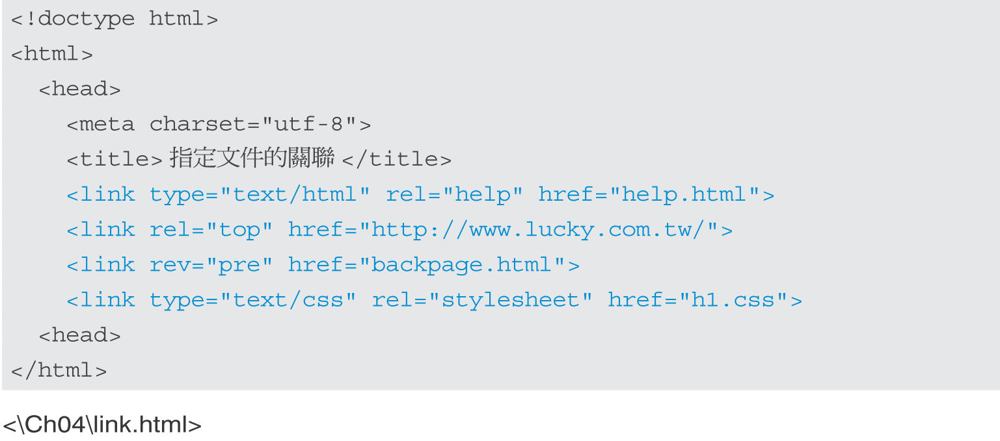 <!doctype html>
<html>
<head>
<meta charset="utf-8">
<title> 指定文件的關聯 </title>
<link type="text/html" rel="help" href="help.html">
<link rel="top" href="http://www.lucky.com.tw/">
<link rev="pre" href="backpage.html">
<link type="text/css" rel="stylesheet" href="h1.css">
<head>
</html>
<\Ch04\link.html>